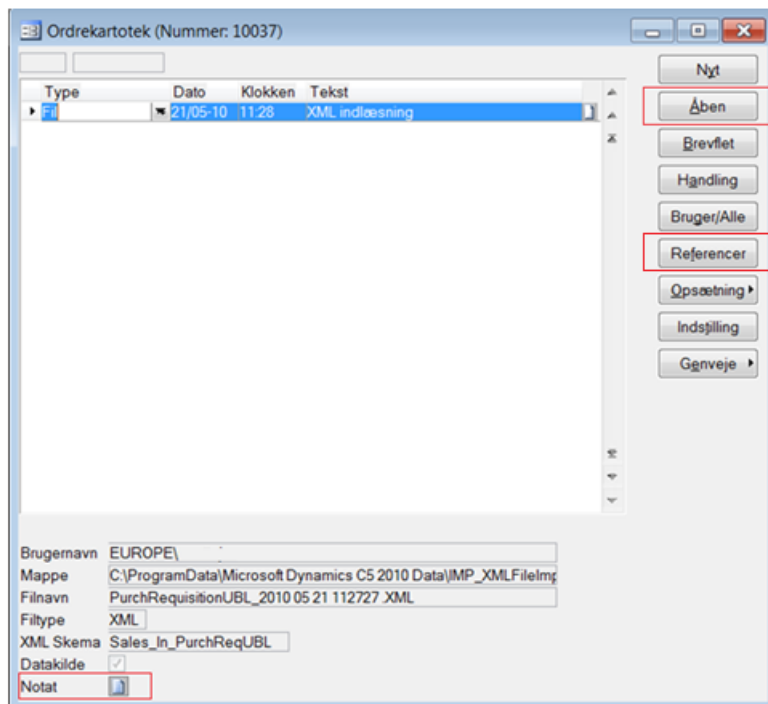 Ordrekartotek (Nummer: 10037)
Nyt
Type Dato Klokken Tekst
Fil 21/05-10 11:28 XML indlæsning
Åben
Brevflet
Handling
Bruger/Alle
Referencer
Opsætning
Indstilling
Genveje
Brugernavn EUROPE\
Mappe C:\ProgramData\Microsoft Dynamics C5 2010 Data\IMP_XMLFileImp
Filnavn PurchRequisitionUBL_2010 05 21 112727 .XML
Filtype XML
XML Skema Sales_In_PurchReqUBL
Datakilde
Notat